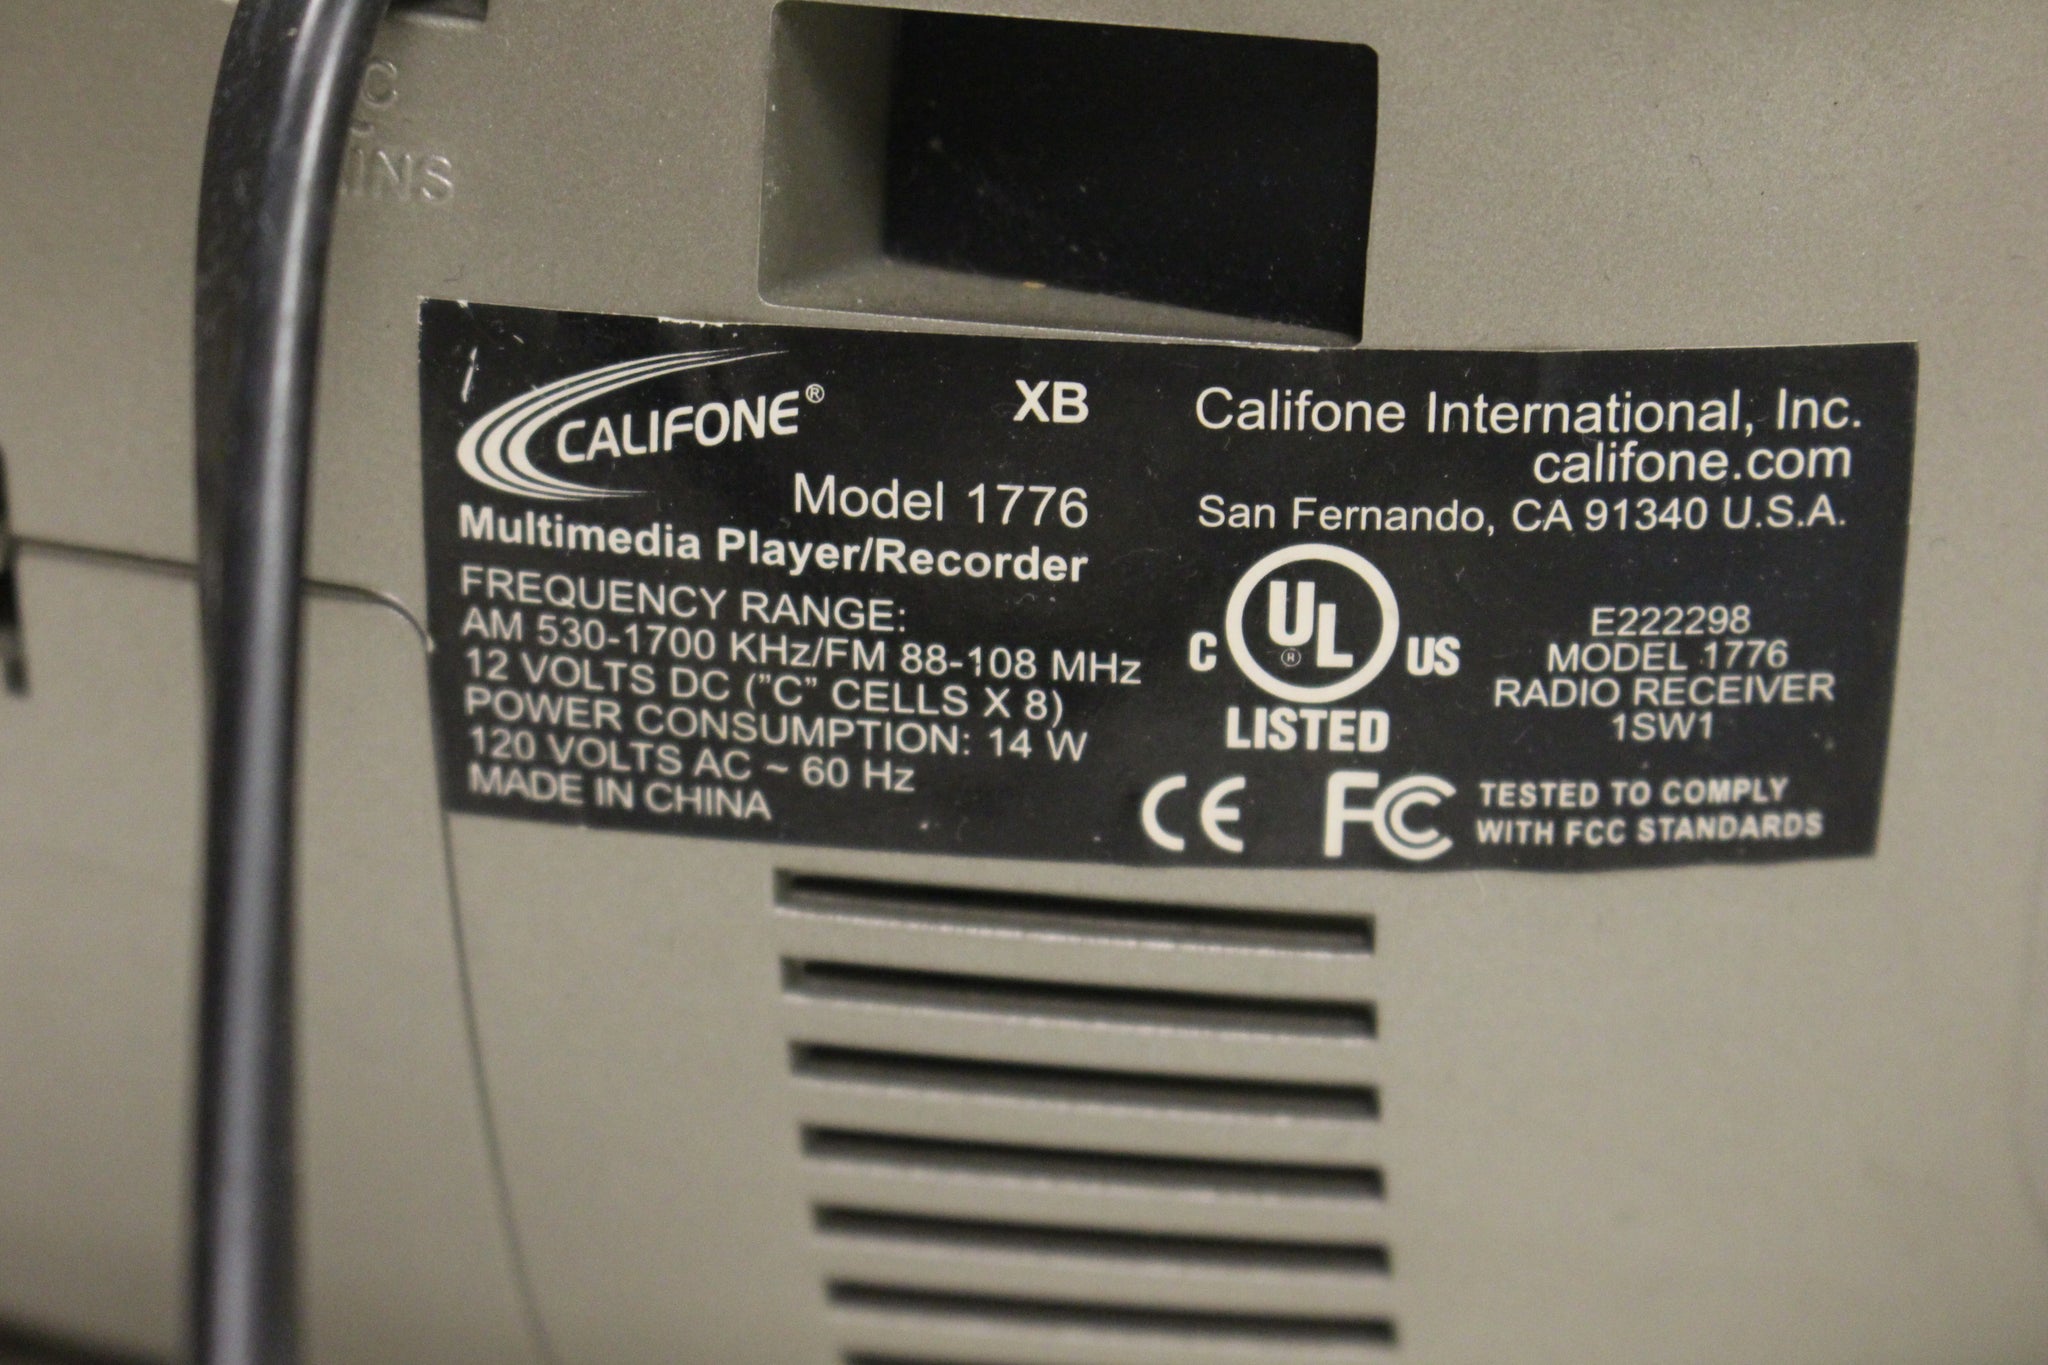 C
INS
CALIFONE®
XB
Model 1776
Multimedia Player/Recorder
FREQUENCY RANGE:
AM 530-1700 KHz/FM 88-108 MHz
12 VOLTS DC ("C" CELLS X 8)
POWER CONSUMPTION: 14 W
120 VOLTS AC ~ 60 Hz
MADE IN CHINA
Califone International, Inc.
califone.com
San Fernando, CA 91340 U.S.A.
C UL ® US
LISTED
E222298
MODEL 1776
RADIO RECEIVER
1SW1
CE FC TESTED TO COMPLY
WITH FCC STANDARDS